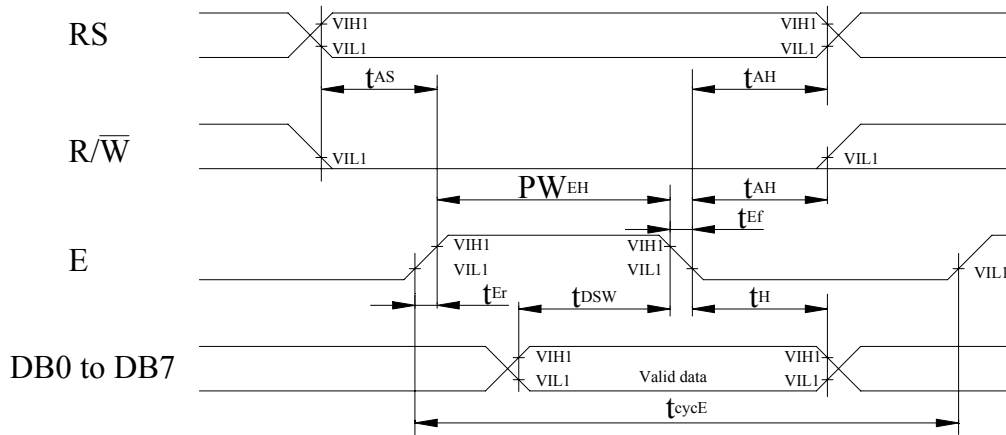 RS
VIH1
VIL1
VIH1
VIL1
tAS
tAH
R/W̅
VIL1
VIL1
PWEH
tAH
tEf
E
VIH1
VIL1
VIH1
VIL1
VIL1
tEr
tDSW
tH
DB0 to DB7
VIH1
VIL1
Valid data
VIH1
VIL1
tcycE